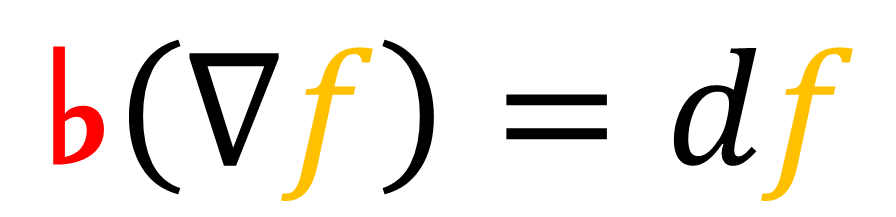 ♭(∇f) = df